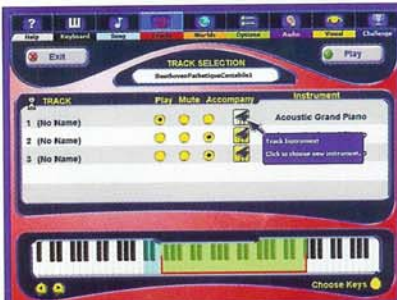 ? Ш
Help Keyboard Song Tracks Worlds Options Audio Visual Challenge
Exit
Play
TRACK SELECTION
BeethovenPathetiqueCantabile2
TRACK Play Mute Accompany Instrument
1 (No Name) Acoustic Grand Piano
2 (No Name)
3 (No Name)
Track Instrument
Click to choose new instrument.
Choose Keys